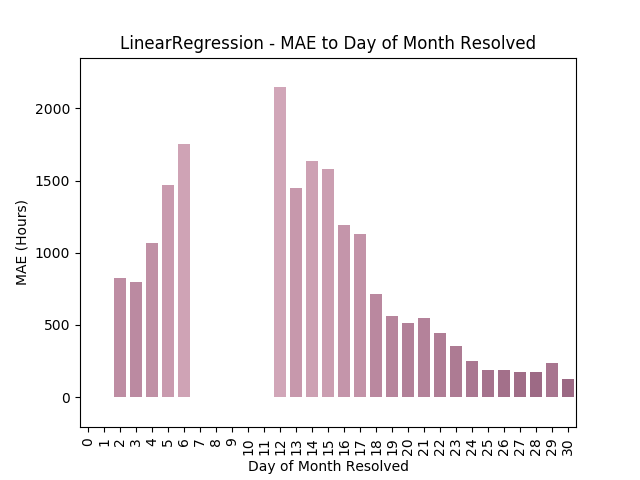 LinearRegression - MAE to Day of Month Resolved
MAE (Hours)
2000
1500
1000
500
0
0 1 2 3 4 5 6 7 8 9 10 11 12 13 14 15 16 17 18 19 20 21 22 23 24 25 26 27 28 29 30
Day of Month Resolved